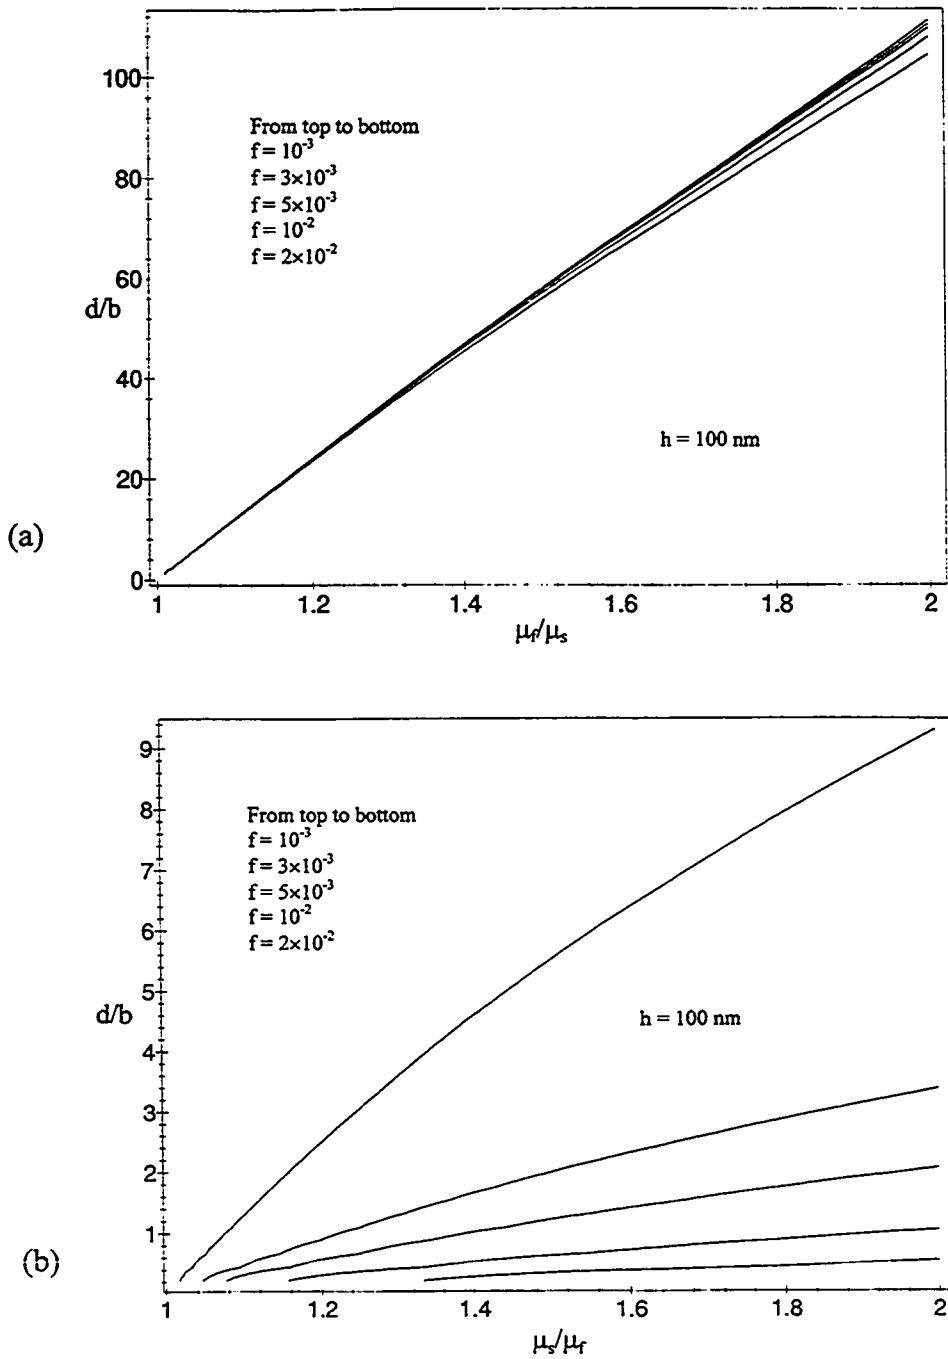 100
80
60
40
20
0
d/b
From top to bottom
f = 10⁻³
f = 3×10⁻³
f = 5×10⁻³
f = 10⁻²
f = 2×10⁻²
h = 100 nm
(a)
1 1.2 1.4 1.6 1.8 2
μf/μs
9
8
7
6
5
4
3
2
1
d/b
From top to bottom
f = 10⁻³
f = 3×10⁻³
f = 5×10⁻³
f = 10⁻²
f = 2×10⁻²
h = 100 nm
(b)
1 1.2 1.4 1.6 1.8 2
μs/μf